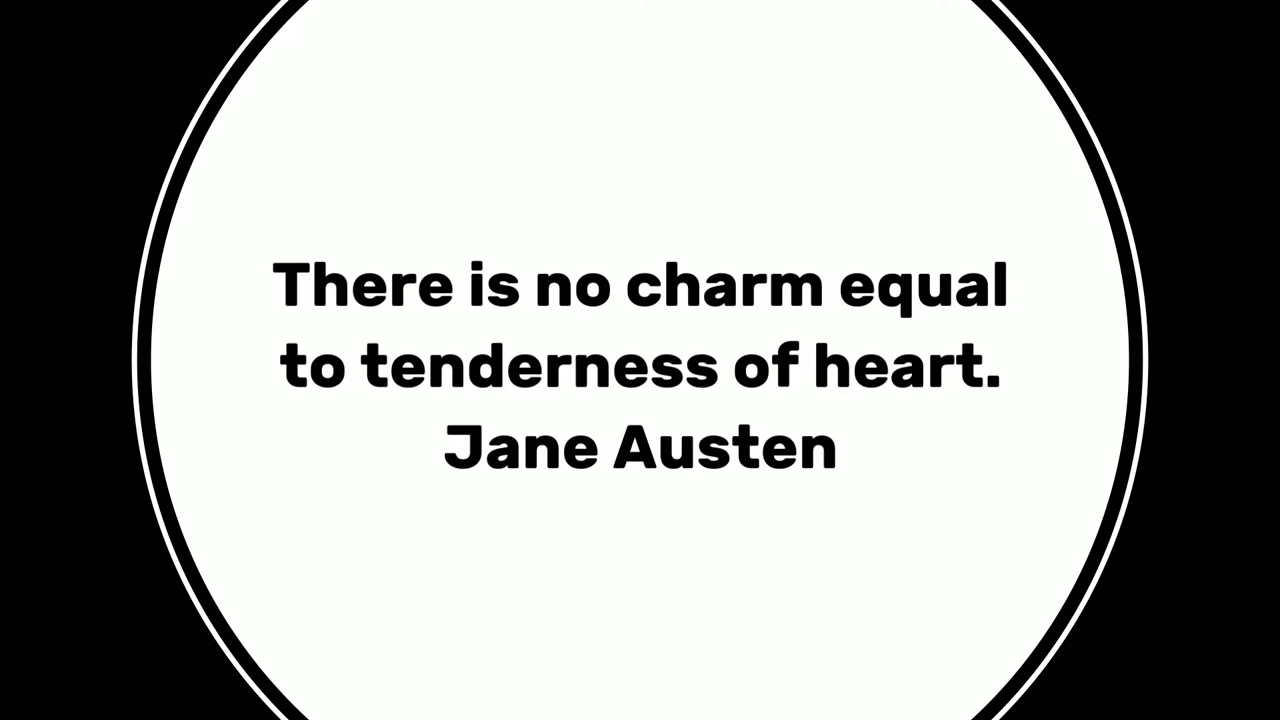 There is no charm equal
to tenderness of heart.
Jane Austen